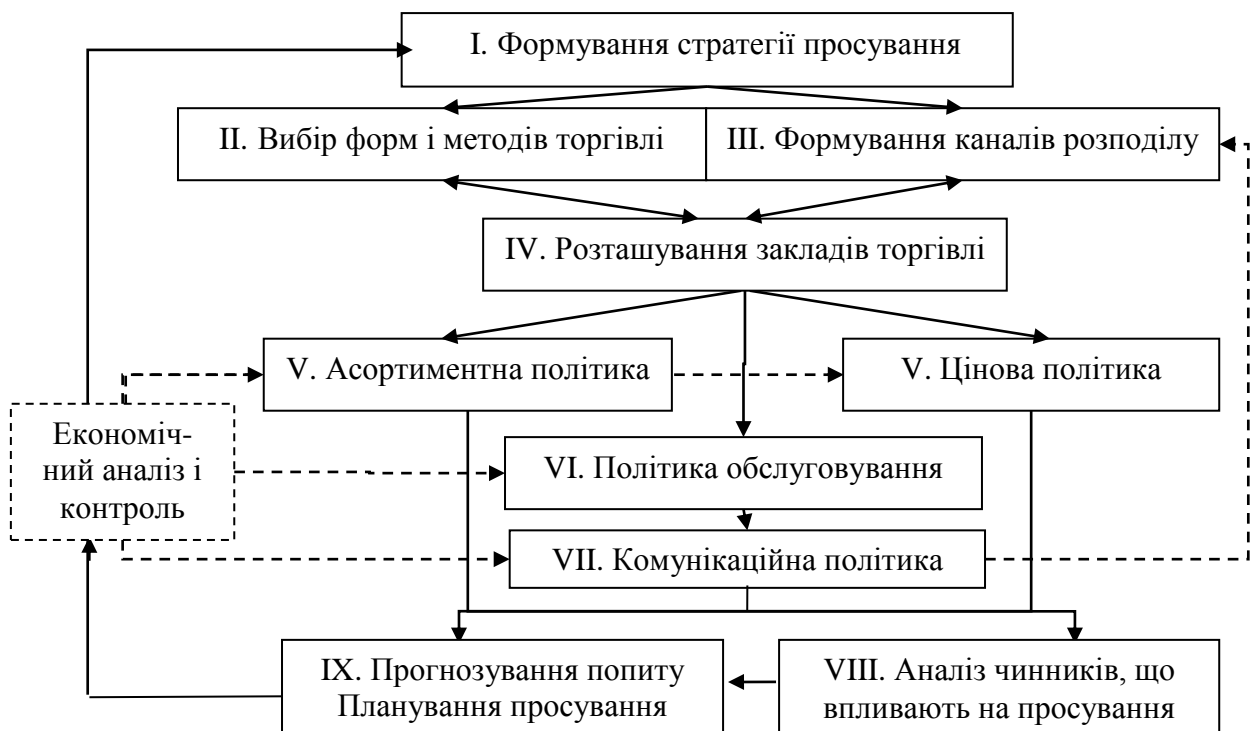 I. Формування стратегії просування
II. Вибір форм і методів торгівлі
III. Формування каналів розподілу
IV. Розташування закладів торгівлі
V. Асортиментна політика
V. Цінова політика
Економіч-
ний аналіз і
контроль
VI. Політика обслуговування
VII. Комунікаційна політика
IX. Прогнозування попиту
Планування просування
VIII. Аналіз чинників, що
впливають на просування